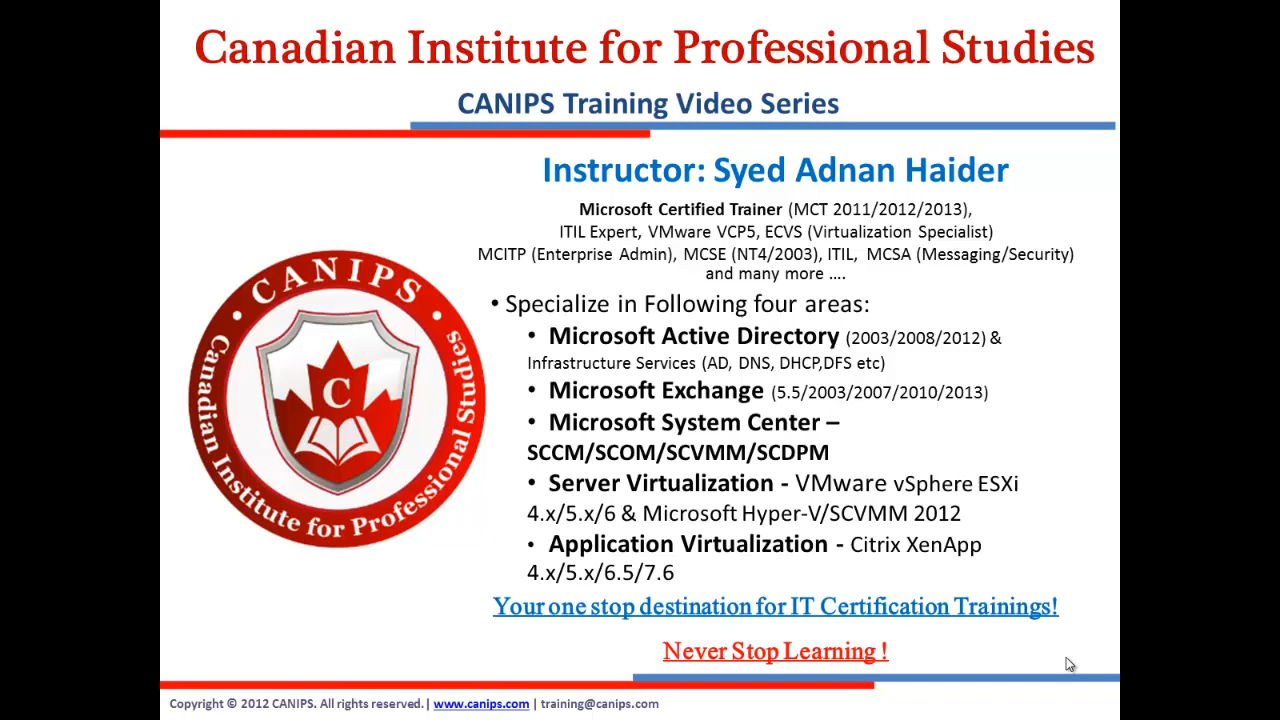 Canadian Institute for Professional Studies
CANIPS Training Video Series
Instructor: Syed Adnan Haider
Microsoft Certified Trainer (MCT 2011/2012/2013),
ITIL Expert, VMware VCP5, ECVS (Virtualization Specialist)
MCITP (Enterprise Admin), MCSE (NT4/2003), ITIL, MCSA (Messaging/Security)
and many more ....
CANIPS
Canadian Institute for Professional Studies
C
• Specialize in Following four areas:
• Microsoft Active Directory (2003/2008/2012) &
Infrastructure Services (AD, DNS, DHCP,DFS etc)
• Microsoft Exchange (5.5/2003/2007/2010/2013)
• Microsoft System Center –
SCCM/SCOM/SCVMM/SCDPM
• Server Virtualization - VMware vSphere ESXi
4.x/5.x/6 & Microsoft Hyper-V/SCVMM 2012
• Application Virtualization - Citrix XenApp
4.x/5.x/6.5/7.6
Your one stop destination for IT Certification Trainings!
Never Stop Learning !
Copyright © 2012 CANIPS. All rights reserved.| www.canips.com | training@canips.com